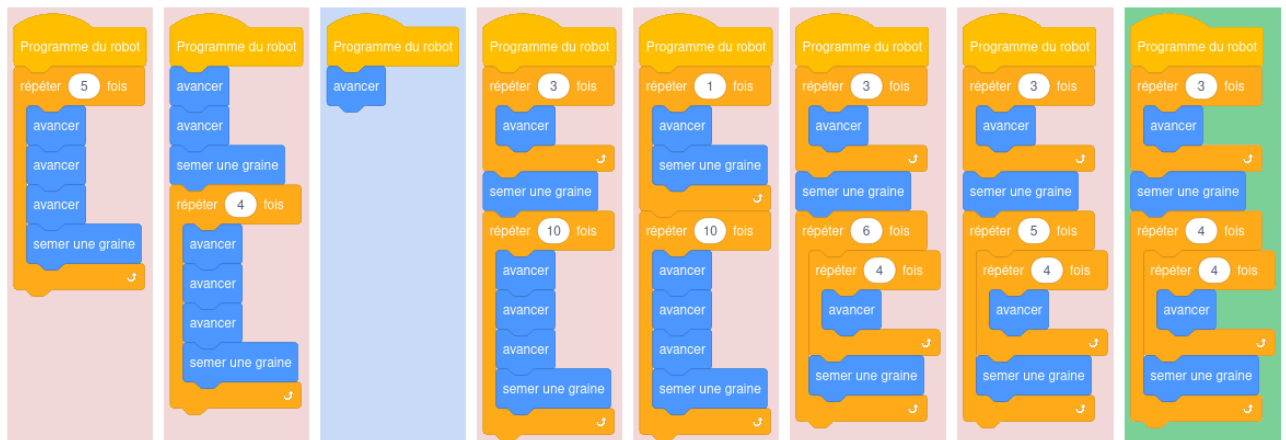 Programme du robot
répéter 5 fois
avancer
avancer
avancer
semer une graine
Programme du robot
avancer
avancer
semer une graine
répéter 4 fois
avancer
avancer
avancer
semer une graine
Programme du robot
avancer
Programme du robot
répéter 3 fois
avancer
semer une graine
répéter 10 fois
avancer
avancer
avancer
semer une graine
Programme du robot
répéter 1 fois
avancer
semer une graine
répéter 10 fois
avancer
avancer
avancer
semer une graine
Programme du robot
répéter 3 fois
avancer
semer une graine
répéter 6 fois
répéter 4 fois
avancer
semer une graine
Programme du robot
répéter 3 fois
avancer
semer une graine
répéter 5 fois
répéter 4 fois
avancer
semer une graine
Programme du robot
répéter 3 fois
avancer
semer une graine
répéter 4 fois
répéter 4 fois
avancer
semer une graine